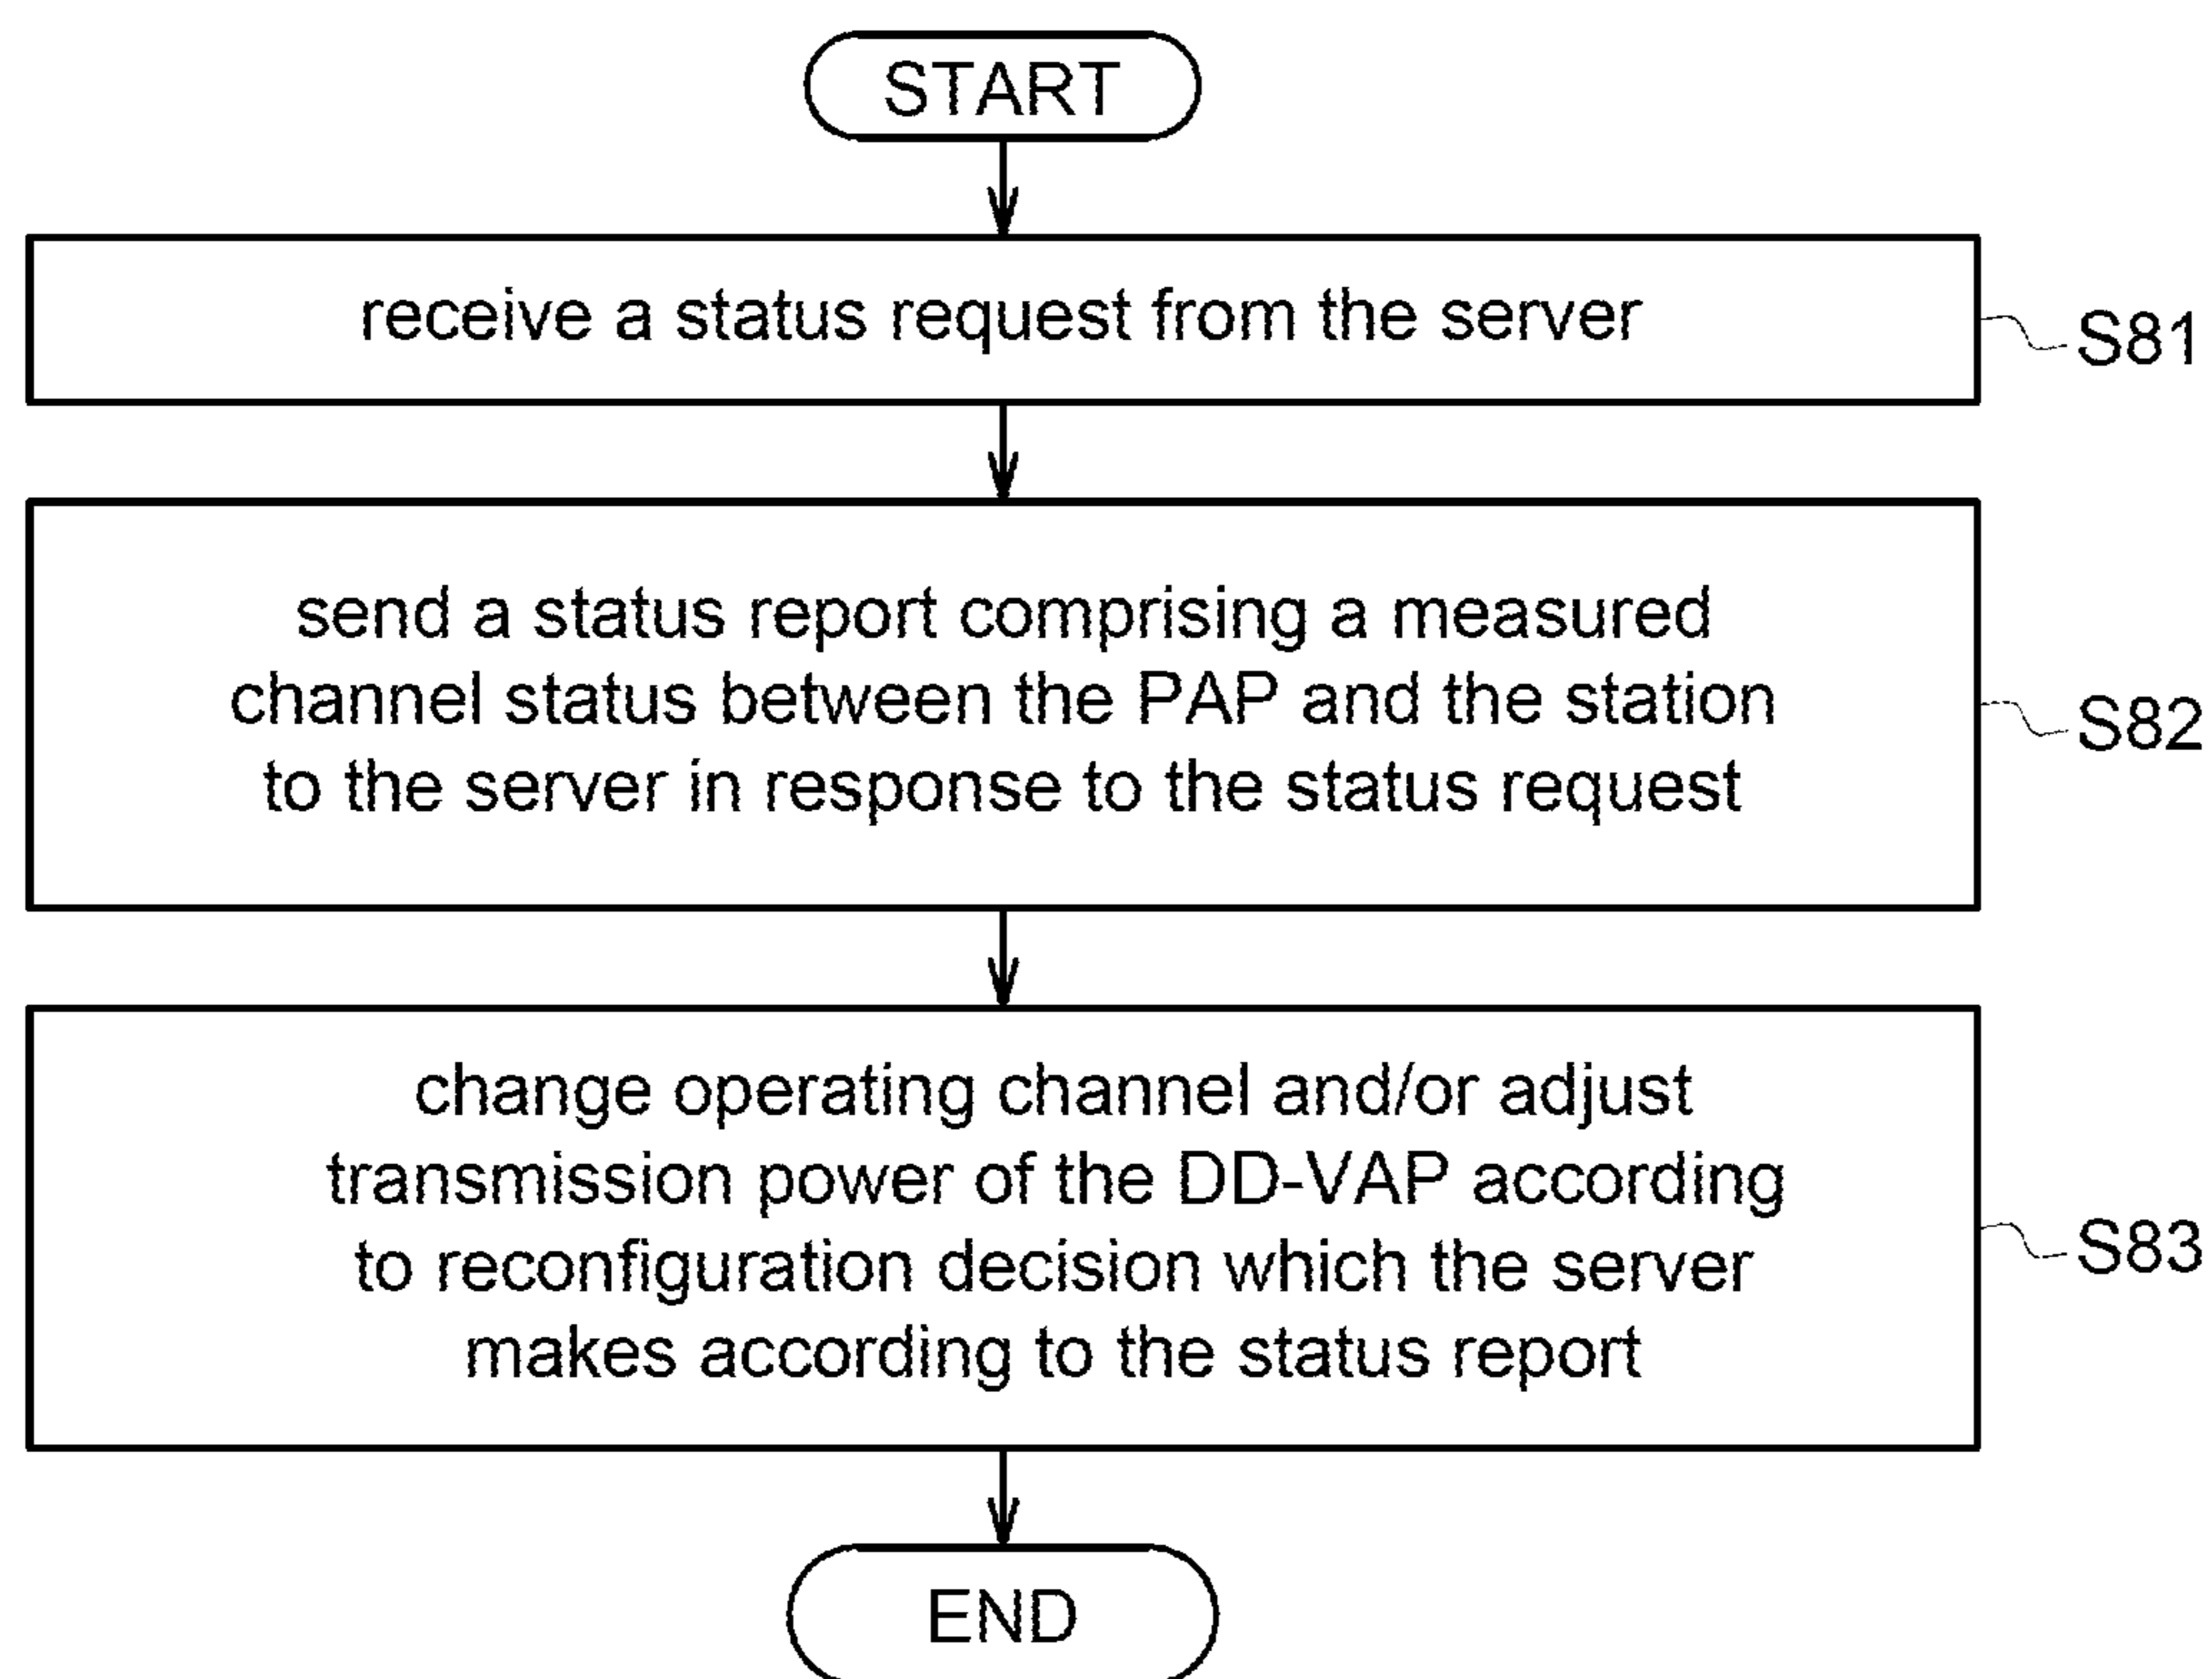 START
receive a status request from the server
S81
send a status report comprising a measured
channel status between the PAP and the station
to the server in response to the status request
S82
change operating channel and/or adjust
transmission power of the DD-VAP according
to reconfiguration decision which the server
makes according to the status report
S83
END